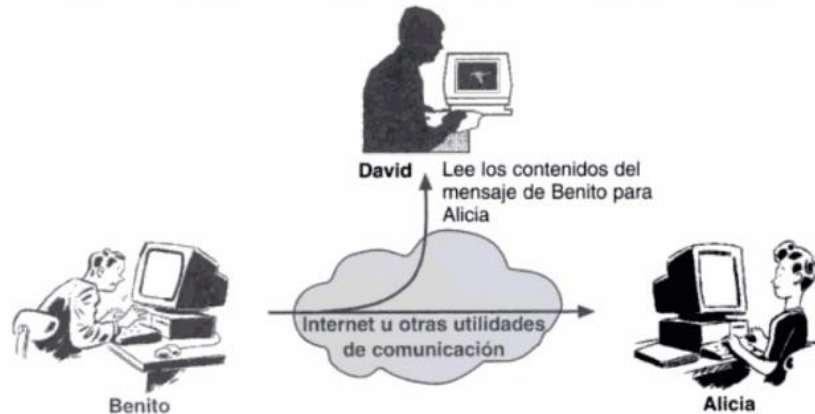 David
Lee los contenidos del
mensaje de Benito para
Alicia
Internet u otras utilidades
de comunicación
Benito
Alicia